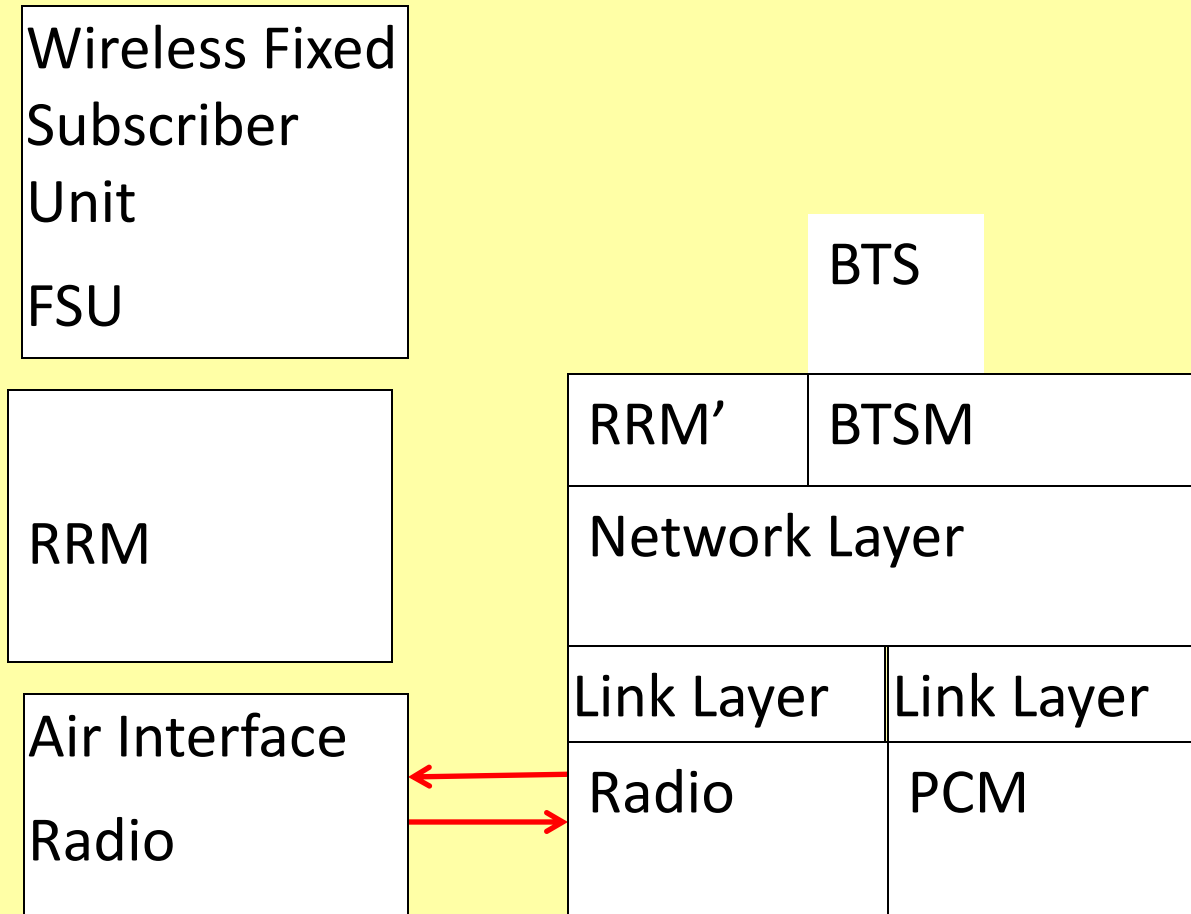 Wireless Fixed
Subscriber
Unit
FSU
BTS
RRM’
BTSM
RRM
Network Layer
Link Layer
Link Layer
Air Interface
Radio
Radio
PCM